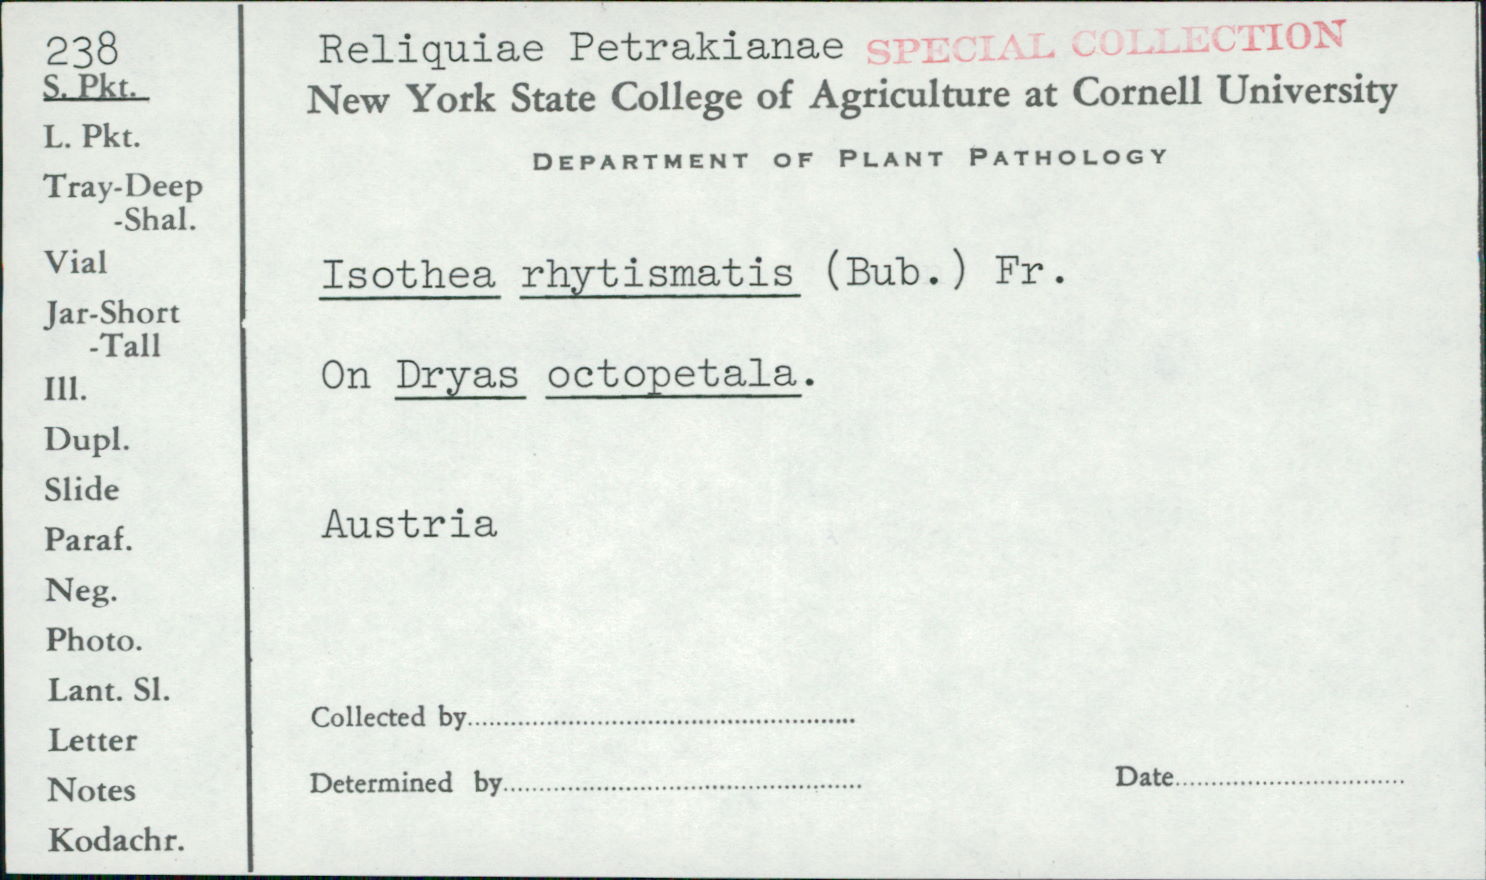 238
S. Pkt.
L. Pkt.
Tray-Deep
-Shal.
Vial
Jar-Short
-Tall
Ill.
Dupl.
Slide
Paraf.
Neg.
Photo.
Lant. Sl.
Letter
Notes
Kodachr.
Reliquiae Petrakianae SPECIAL COLLECTION
New York State College of Agriculture at Cornell University
DEPARTMENT OF PLANT PATHOLOGY
Isothea rhytismatis (Bub.) Fr.
On Dryas octopetala.
Austria
Collected by
Determined by
Date